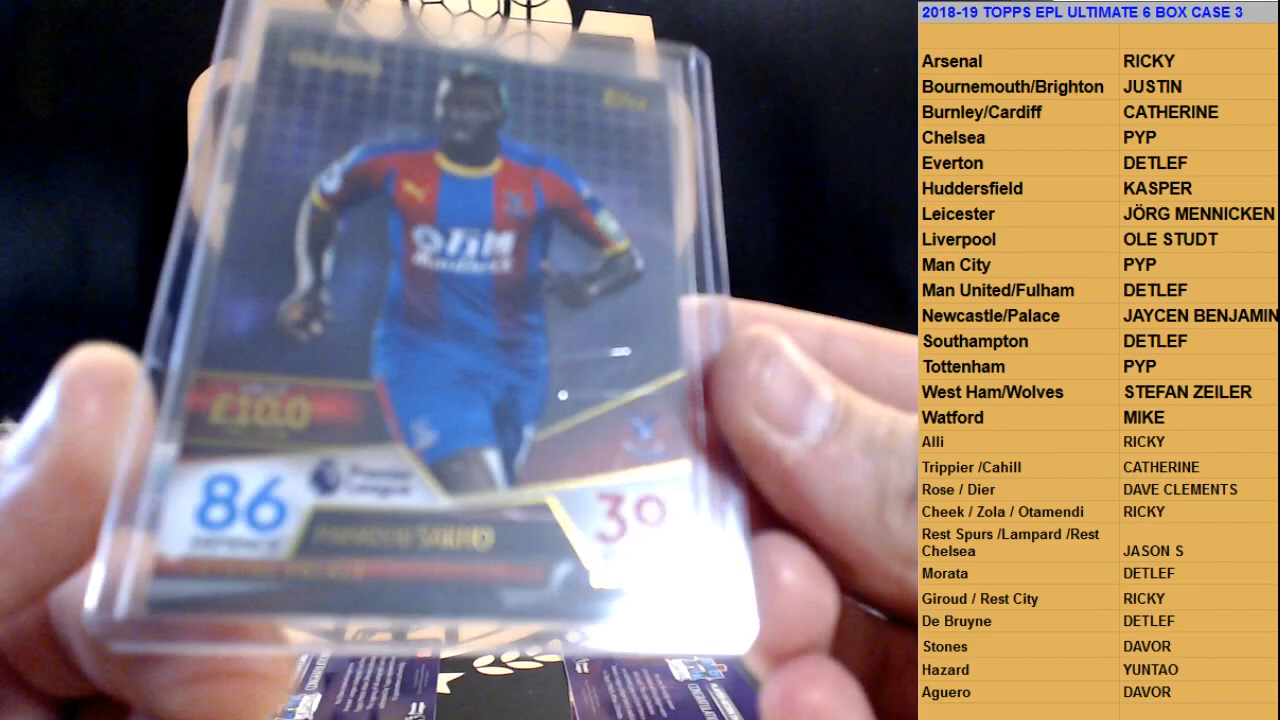 2018-19 TOPPS EPL ULTIMATE 6 BOX CASE 3
Arsenal RICKY
Bournemouth/Brighton JUSTIN
Burnley/Cardiff CATHERINE
Chelsea PYP
Everton DETLEF
Huddersfield KASPER
Leicester JÖRG MENNICKEN
Liverpool OLE STUDT
Man City PYP
Man United/Fulham DETLEF
Newcastle/Palace JAYCEN BENJAMIN
Southampton DETLEF
Tottenham PYP
West Ham/Wolves STEFAN ZEILER
Watford MIKE
Alli RICKY
Trippier /Cahill CATHERINE
Rose / Dier DAVE CLEMENTS
Cheek / Zola / Otamendi RICKY
Rest Spurs /Lampard /Rest
Chelsea JASON S
Morata DETLEF
Giroud / Rest City RICKY
De Bruyne DETLEF
Stones DAVOR
Hazard YUNTAO
Aguero DAVOR
Topps
£10.0
Premier
League
86
30
DEFENCE
SAKHO